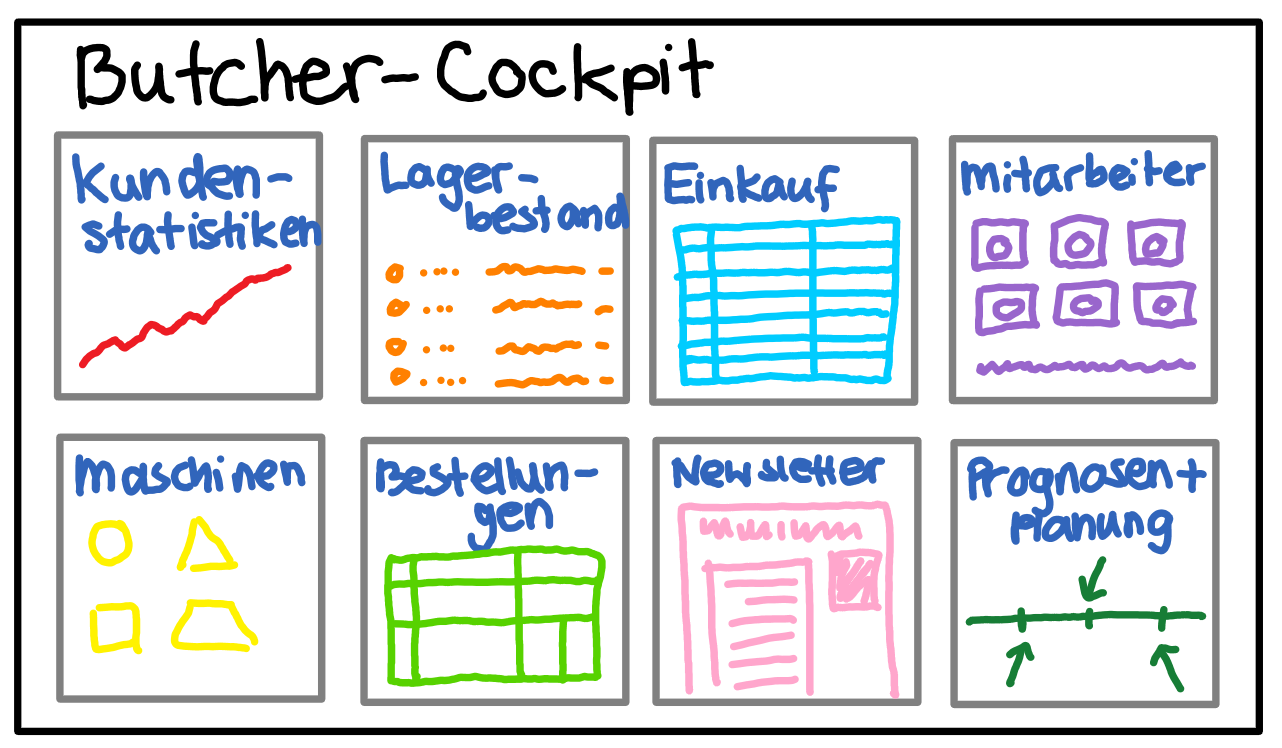 Butcher-Cockpit
Kunden-
statistiken
Lager-
bestand
Einkauf
Mitarbeiter
Maschinen
Bestellun-
gen
Newsletter
Prognosen+
Planung